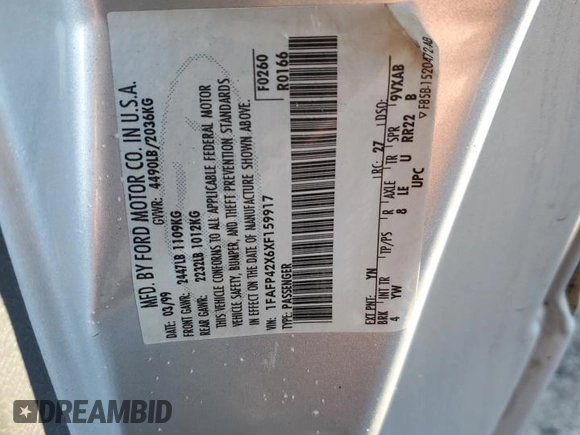 MFD. BY FORD MOTOR CO. IN U.S.A.
DATE: 03/99 GVWR: 4490LB/2036KG
FRONT GAWR: 2447LB 1109KG
REAR GAWR: 2232LB 1012KG
THIS VEHICLE CONFORMS TO ALL APPLICABLE FEDERAL MOTOR
VEHICLE SAFETY, BUMPER, AND THEFT PREVENTION STANDARDS
IN EFFECT ON THE DATE OF MANUFACTURE SHOWN ABOVE.
VIN: 1FAFP42X6XF159917
TYPE: PASSENGER
F0260
R0166
EXT PNT: YN RC: 27 DSO:
BRK INT TR TP/PS R AXLE TR SPR 9VXAB
4 YW 8 LE U RR22 B
UPC ▽ F85B-1520472AB
DREAMBID